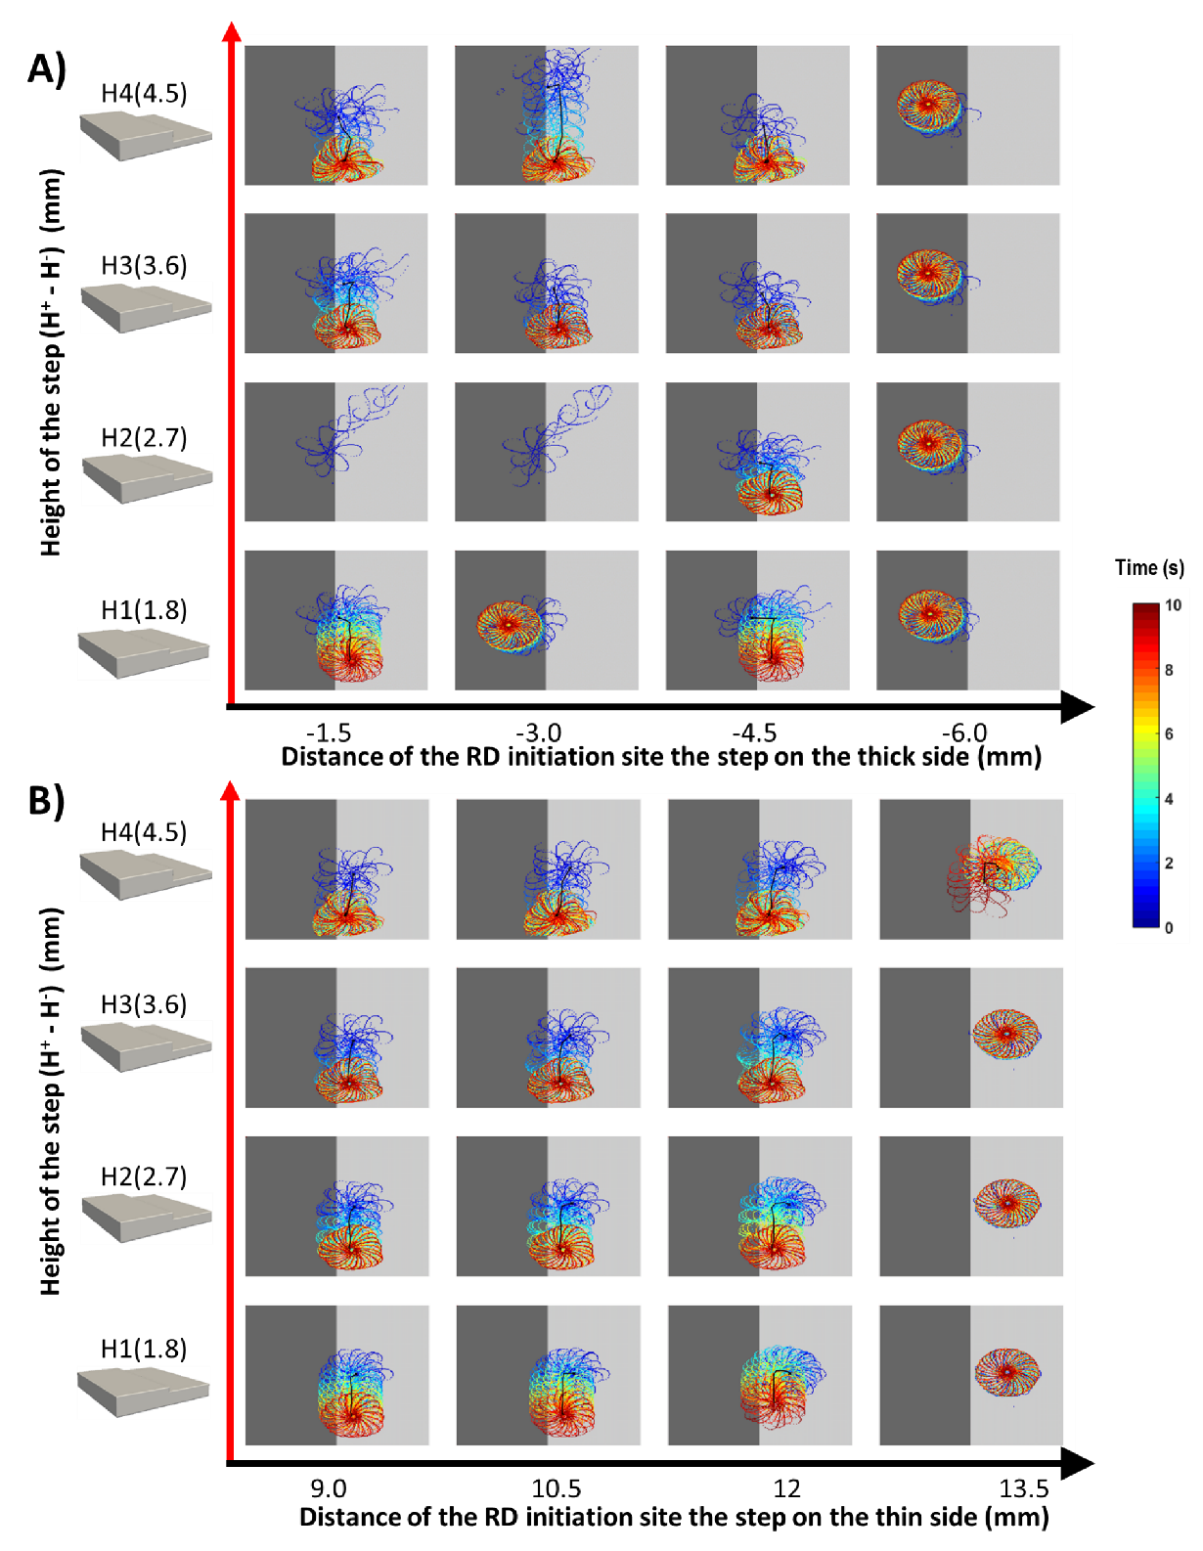 A)
H4(4.5)
H3(3.6)
H2(2.7)
H1(1.8)
Height of the step (H⁺ - H⁻) (mm)
-1.5 -3.0 -4.5 -6.0
Distance of the RD initiation site the step on the thick side (mm)
Time (s)
10
8
6
4
2
0
B)
H4(4.5)
H3(3.6)
H2(2.7)
H1(1.8)
Height of the step (H⁺ - H⁻) (mm)
9.0 10.5 12 13.5
Distance of the RD initiation site the step on the thin side (mm)